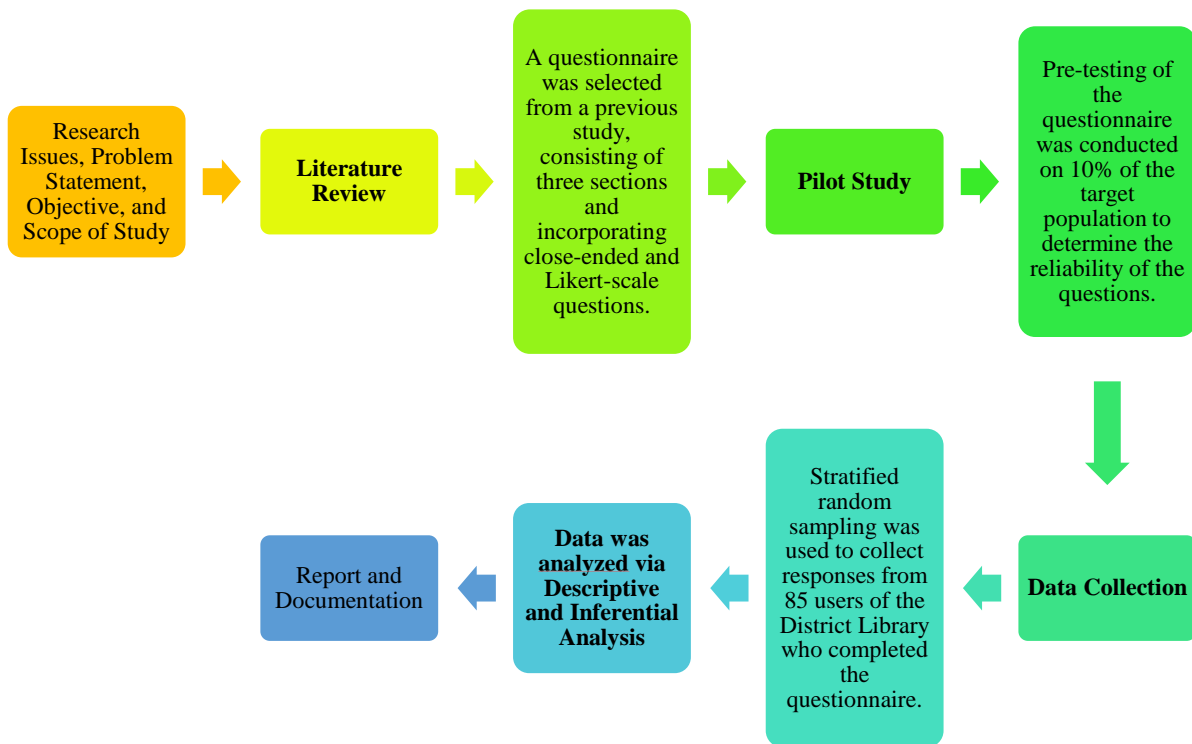 Research
Issues, Problem
Statement,
Objective, and
Scope of Study
Literature
Review
A questionnaire
was selected
from a previous
study,
consisting of
three sections
and
incorporating
close-ended and
Likert-scale
questions.
Pilot Study
Pre-testing of
the
questionnaire
was conducted
on 10% of the
target
population to
determine the
reliability of the
questions.
Data Collection
Stratified
random
sampling was
used to collect
responses from
85 users of the
District Library
who completed
the
questionnaire.
Data was
analyzed via
Descriptive
and Inferential
Analysis
Report and
Documentation